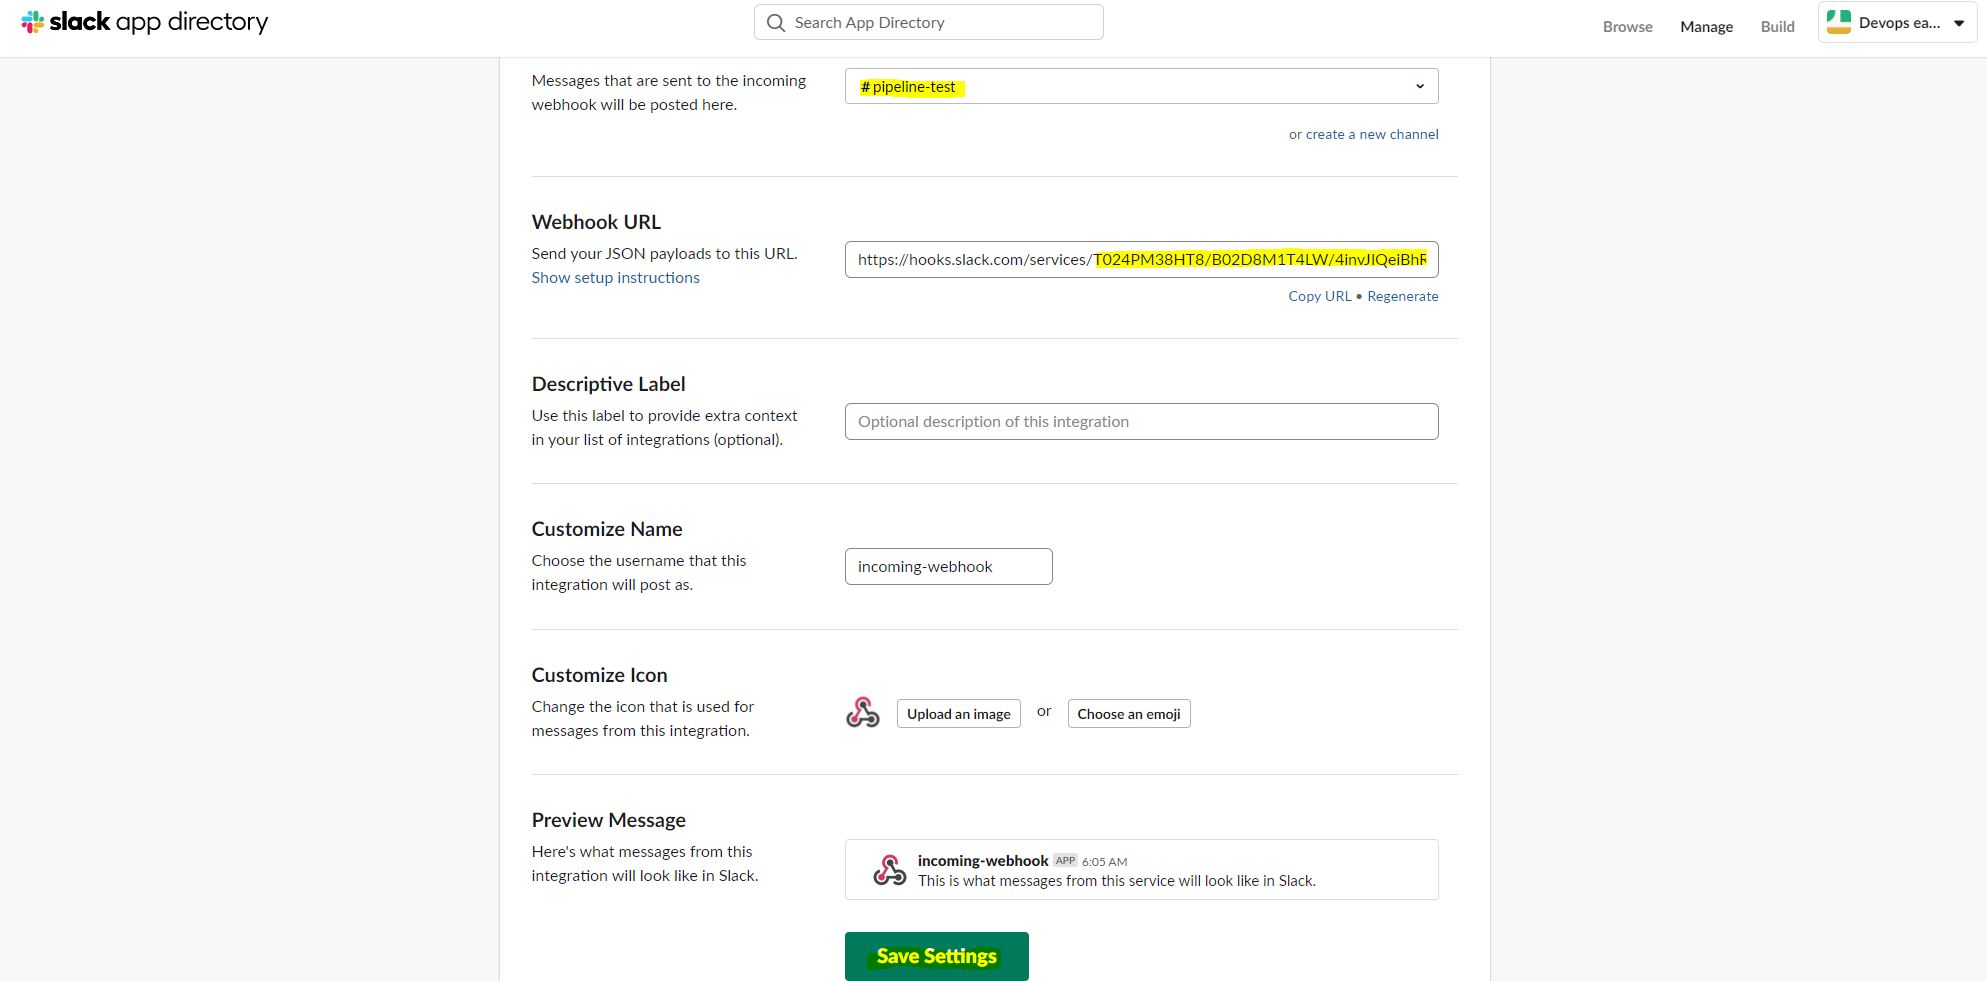 slack app directory
Search App Directory
Browse
Manage
Build
Devops ea...
Messages that are sent to the incoming
webhook will be posted here.
# pipeline-test
or create a new channel
Webhook URL
Send your JSON payloads to this URL.
Show setup instructions
https://hooks.slack.com/services/T024PM38HT8/B02D8M1T4LW/
Copy URL • Regenerate
Descriptive Label
Use this label to provide extra context
in your list of integrations (optional).
Optional description of this integration
Customize Name
Choose the username that this
integration will post as.
incoming-webhook
Customize Icon
Change the icon that is used for
messages from this integration.
Upload an image
or
Choose an emoji
Preview Message
Here's what messages from this
integration will look like in Slack.
incoming-webhook APP 6:05 AM
This is what messages from this service will look like in Slack.
Save Settings